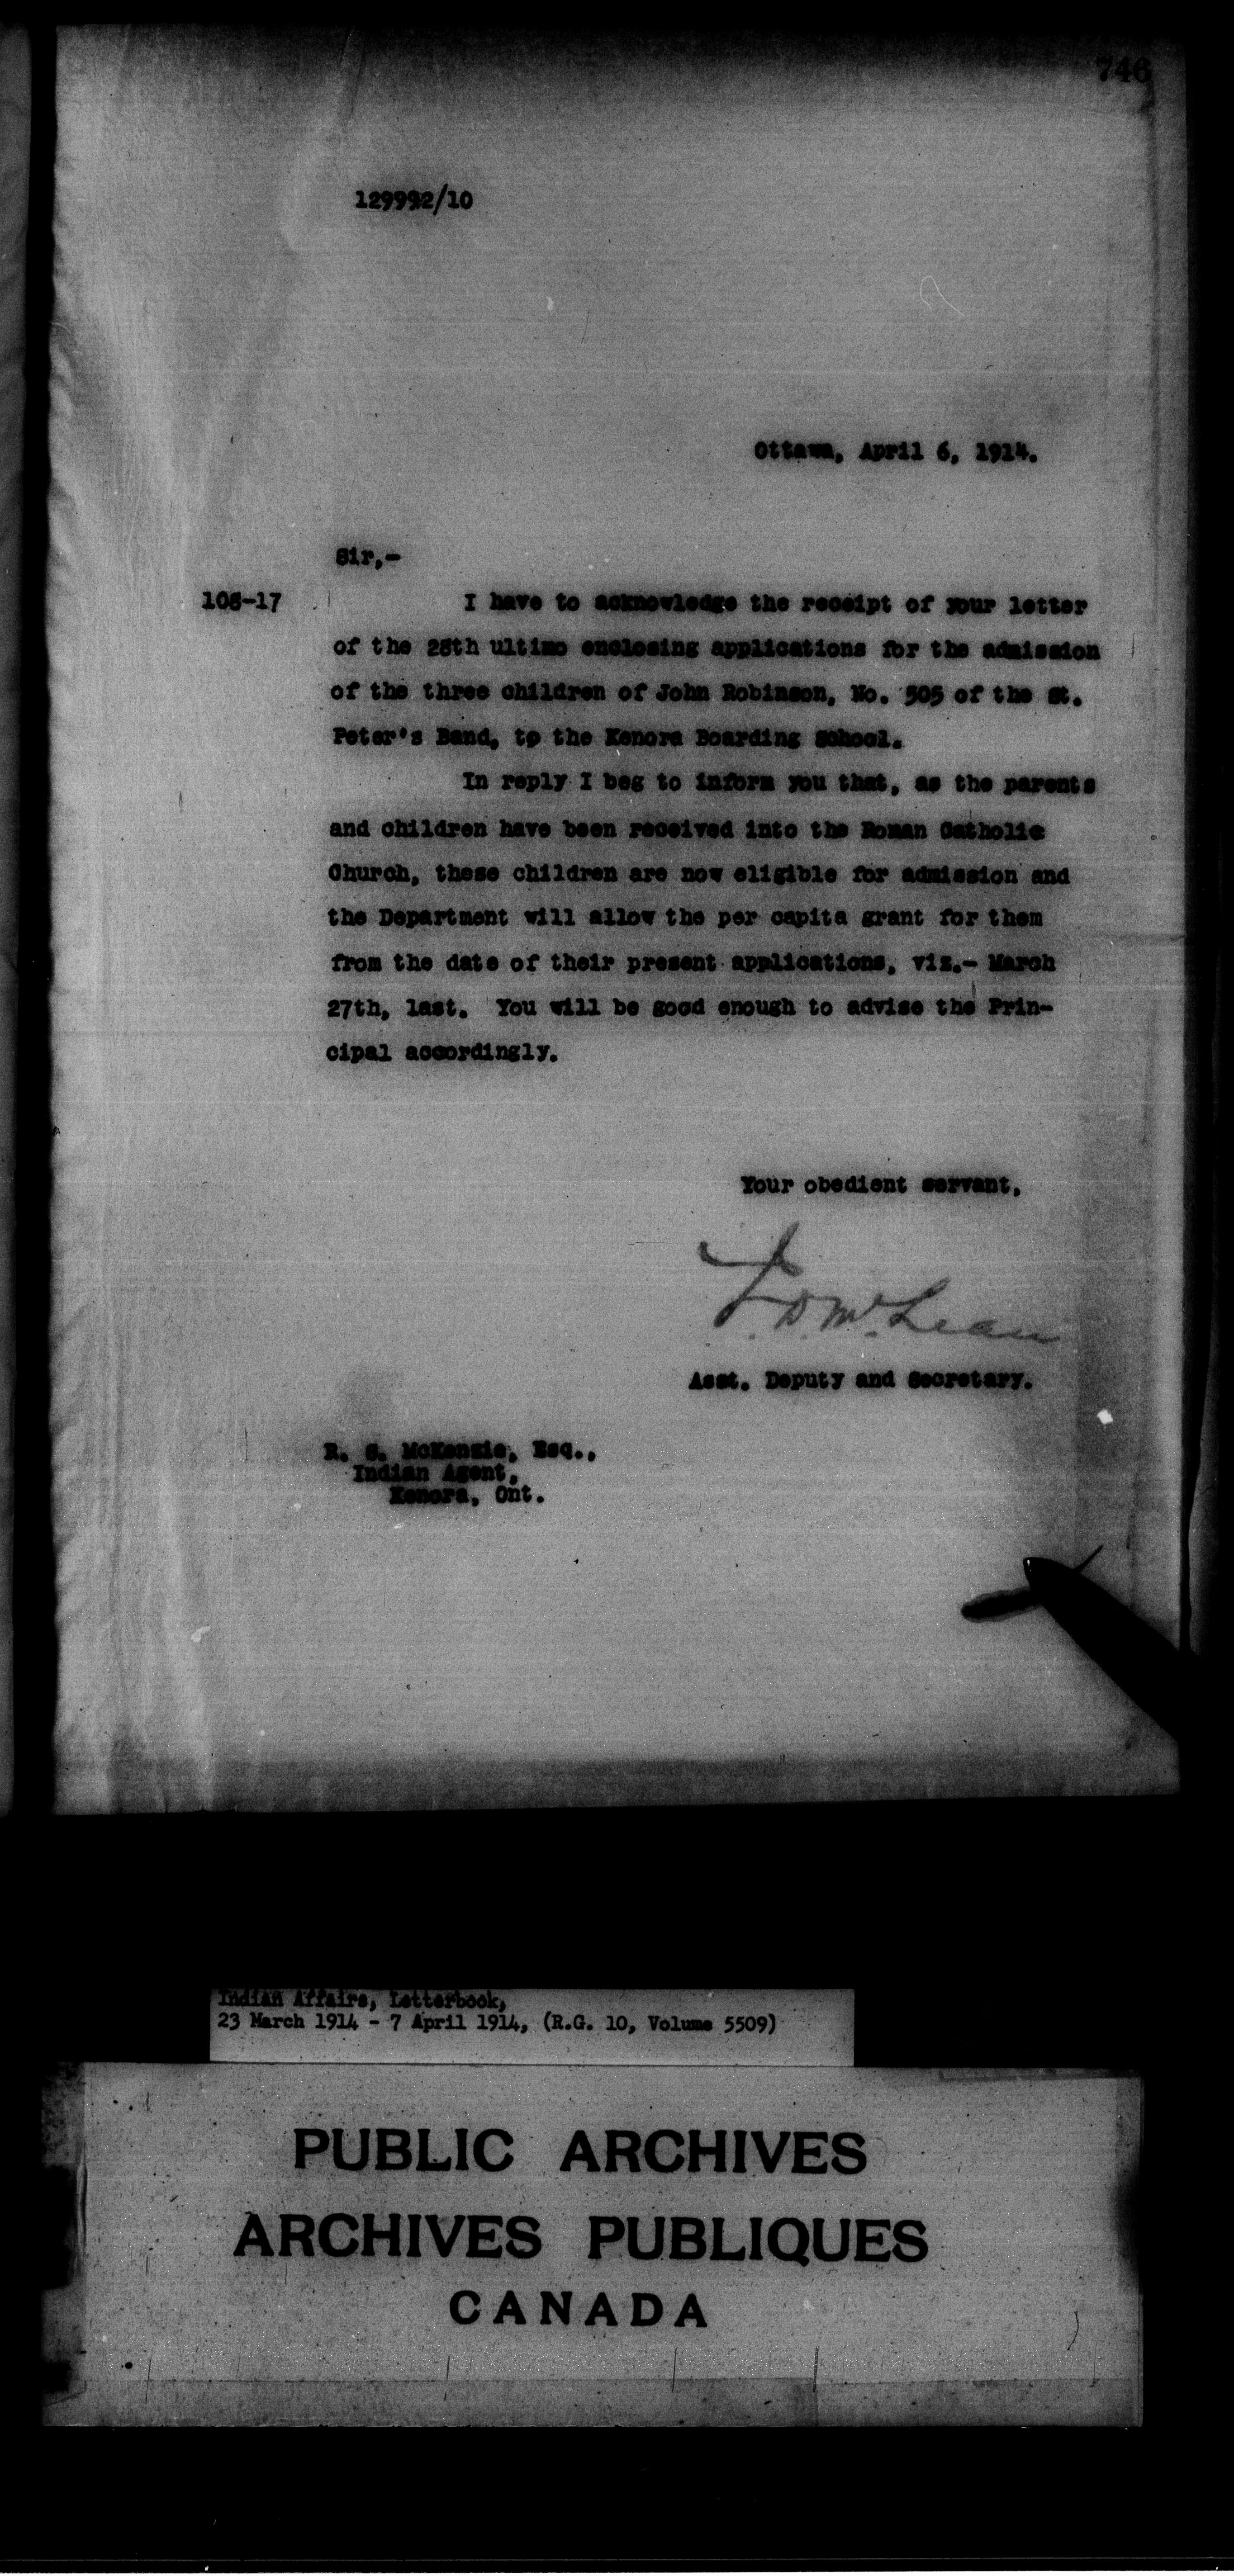 746
129992/10
Ottawa, April 6, 1914.
Sir,-
108-17 I have to acknowledge the receipt of your letter
of the 28th ultimo enclosing applications for the admission
of the three children of John Robinson, No. 505 of the St.
Peter's Band, to the Kenora Boarding School.
In reply I beg to inform you that, as the parents
and children have been received into the Roman Catholic
Church, these children are now eligible for admission and
the Department will allow the per capita grant for them
from the date of their present applications, viz.- March
27th, last. You will be good enough to advise the Prin-
cipal accordingly.
Your obedient servant,
J. D. McLean
Asst. Deputy and Secretary.
R. S. McKenzie, Esq.,
Indian Agent,
Kenora, Ont.
Indian Affairs, Letterbook,
23 March 1914 - 7 April 1914, (R.G. 10, Volume 5509)
PUBLIC ARCHIVES
ARCHIVES PUBLIQUES
CANADA